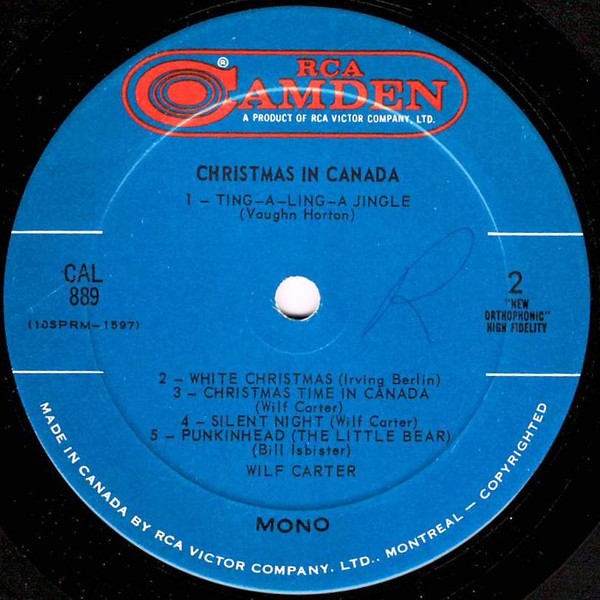 ®
RCA
CAMDEN
A PRODUCT OF RCA VICTOR COMPANY, LTD.
CHRISTMAS IN CANADA
1 – TING–A–LING–A JINGLE
(Vaughn Horton)
CAL
889
(10SPRM–1597)
R
2
"NEW
ORTHOPHONIC"
HIGH FIDELITY
2 – WHITE CHRISTMAS (Irving Berlin)
3 – CHRISTMAS TIME IN CANADA
(Wilf Carter)
4 – SILENT NIGHT (Wilf Carter)
5 – PUNKINHEAD (THE LITTLE BEAR)
(Bill Isbister)
WILF CARTER
MONO
MADE IN CANADA BY RCA VICTOR COMPANY. LTD.. MONTREAL – COPYRIGHTED